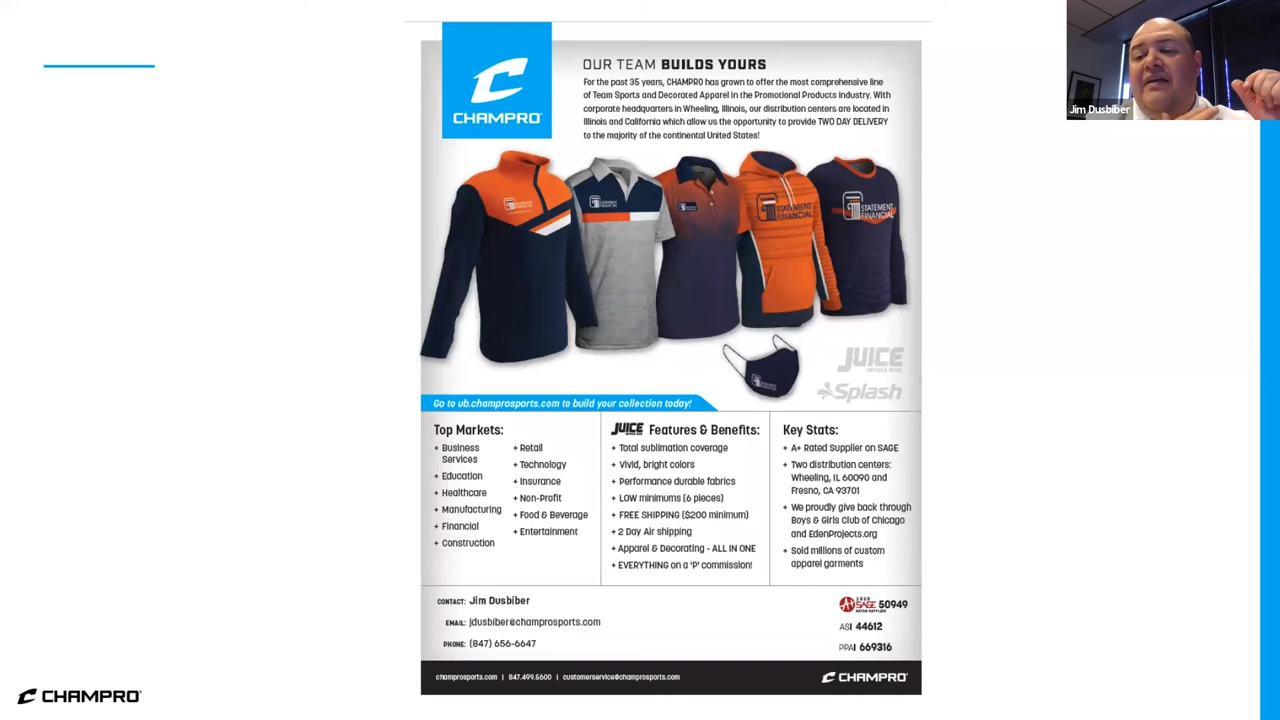 CHAMPRO
OUR TEAM BUILDS YOURS
For the past 35 years, CHAMPRO has grown to offer the most comprehensive line
of Team Sports and Decorated Apparel in the Promotional Products industry. With
corporate headquarters in Wheeling, Illinois, our distribution centers are located in
Illinois and California which allow us the opportunity to provide TWO DAY DELIVERY
to the majority of the continental United States!
Jim Dusbiber
STATEMENT
FINANCIAL
STATEMENT
FINANCIAL
JUICE
Splash
Go to ub.champrosports.com to build your collection today!
Top Markets:
+ Business
Services
+ Education
+ Healthcare
+ Manufacturing
+ Financial
+ Construction
+ Retail
+ Technology
+ Insurance
+ Non-Profit
+ Food & Beverage
+ Entertainment
JUICE Features & Benefits:
+ Total sublimation coverage
+ Vivid, bright colors
+ Performance durable fabrics
+ LOW minimums (6 pieces)
+ FREE SHIPPING ($200 minimum)
+ 2 Day Air shipping
+ Apparel & Decorating - ALL IN ONE
+ EVERYTHING on a 'P' commission!
Key Stats:
+ A+ Rated Supplier on SAGE
+ Two distribution centers:
Wheeling, IL 60090 and
Fresno, CA 93701
+ We proudly give back through
Boys & Girls Club of Chicago
and EdenProjects.org
+ Sold millions of custom
apparel garments
CONTACT: Jim Dusbiber
EMAIL: jdusbiber@champrosports.com
PHONE: (847) 656-6647
2020
A+ SAGE 50949
ASI 44612
PPAI 669316
champrosports.com | 847.499.5600 | customerservice@champrosports.com
CHAMPRO
CHAMPRO